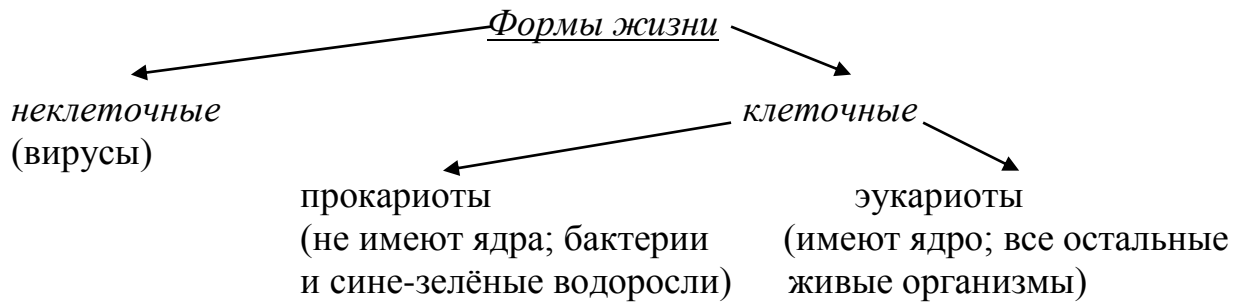 Формы жизни
неклеточные
(вирусы)
клеточные
прокариоты
(не имеют ядра; бактерии
и сине-зелёные водоросли)
эукариоты
(имеют ядро; все остальные
живые организмы)